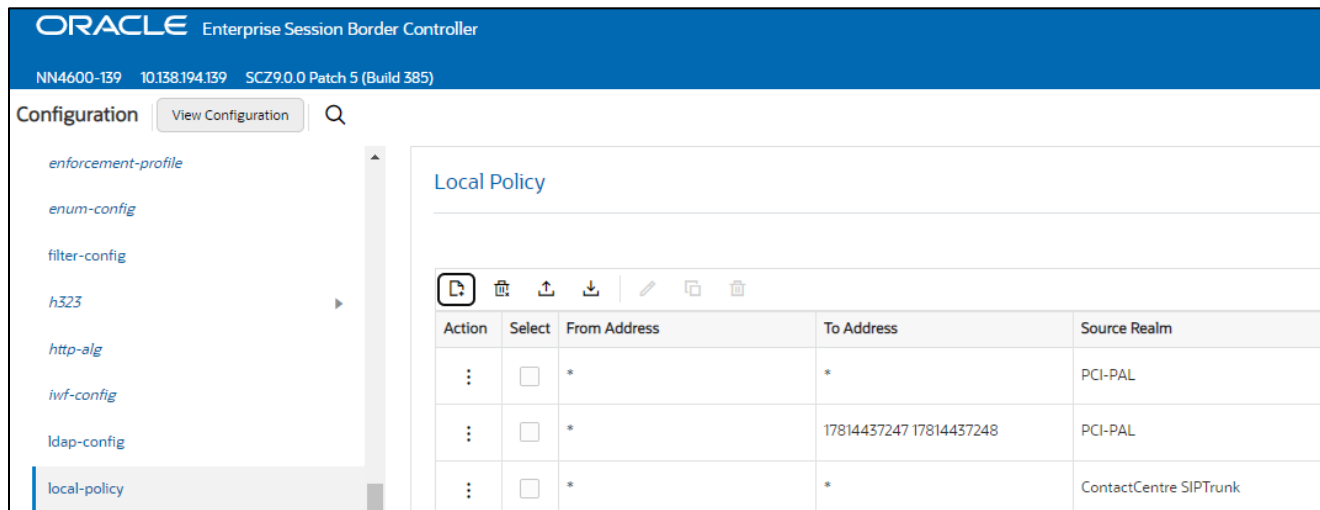 ORACLE Enterprise Session Border Controller
NN4600-139 10.138.194.139 SCZ9.0.0 Patch 5 (Build 385)
Configuration View Configuration
enforcement-profile
enum-config
filter-config
h323
http-alg
iwf-config
ldap-config
local-policy
Local Policy
Action Select From Address To Address Source Realm
* * PCI-PAL
* 17814437247 17814437248 PCI-PAL
* * ContactCentre SIPTrunk